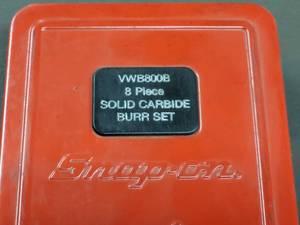 VWB800B
8 Piece
SOLID CARBIDE
BURR SET
Snap-on